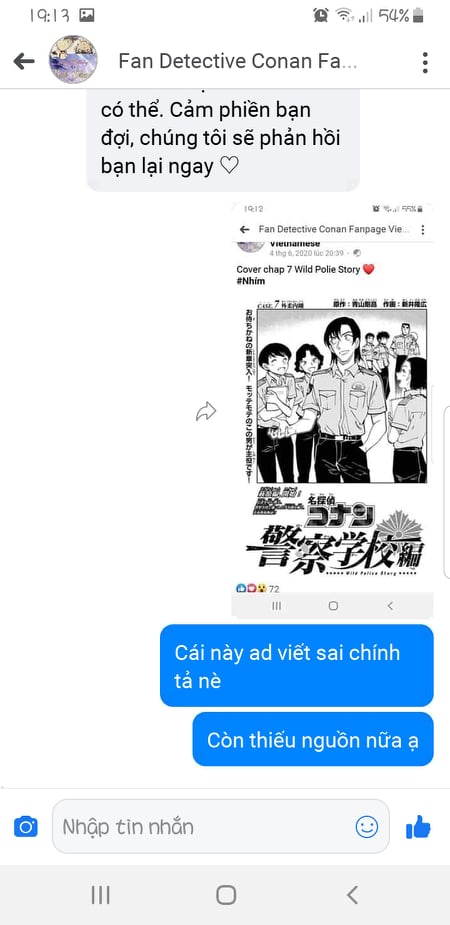 19:13
54%
Fan Detective Conan Fa...
có thể. Cảm phiền bạn
đợi, chúng tôi sẽ phản hồi
bạn lại ngay ♡
19:12
55%
Fan Detective Conan Fanpage Vie...
Vietnamese
4 thg 6, 2020 lúc 20:39
Cover chap 7 Wild Polie Story ❤️
#Nhím
CASE.7
原作：青山剛昌
作画：新井隆広
お待ちかねの新章突入！モッテモテのこの男が主役です！
名探偵
コナン
警察学校編
Wild Police Story
72
Cái này ad viết sai chính
tả nè
Còn thiếu nguồn nữa ạ
Nhập tin nhắn